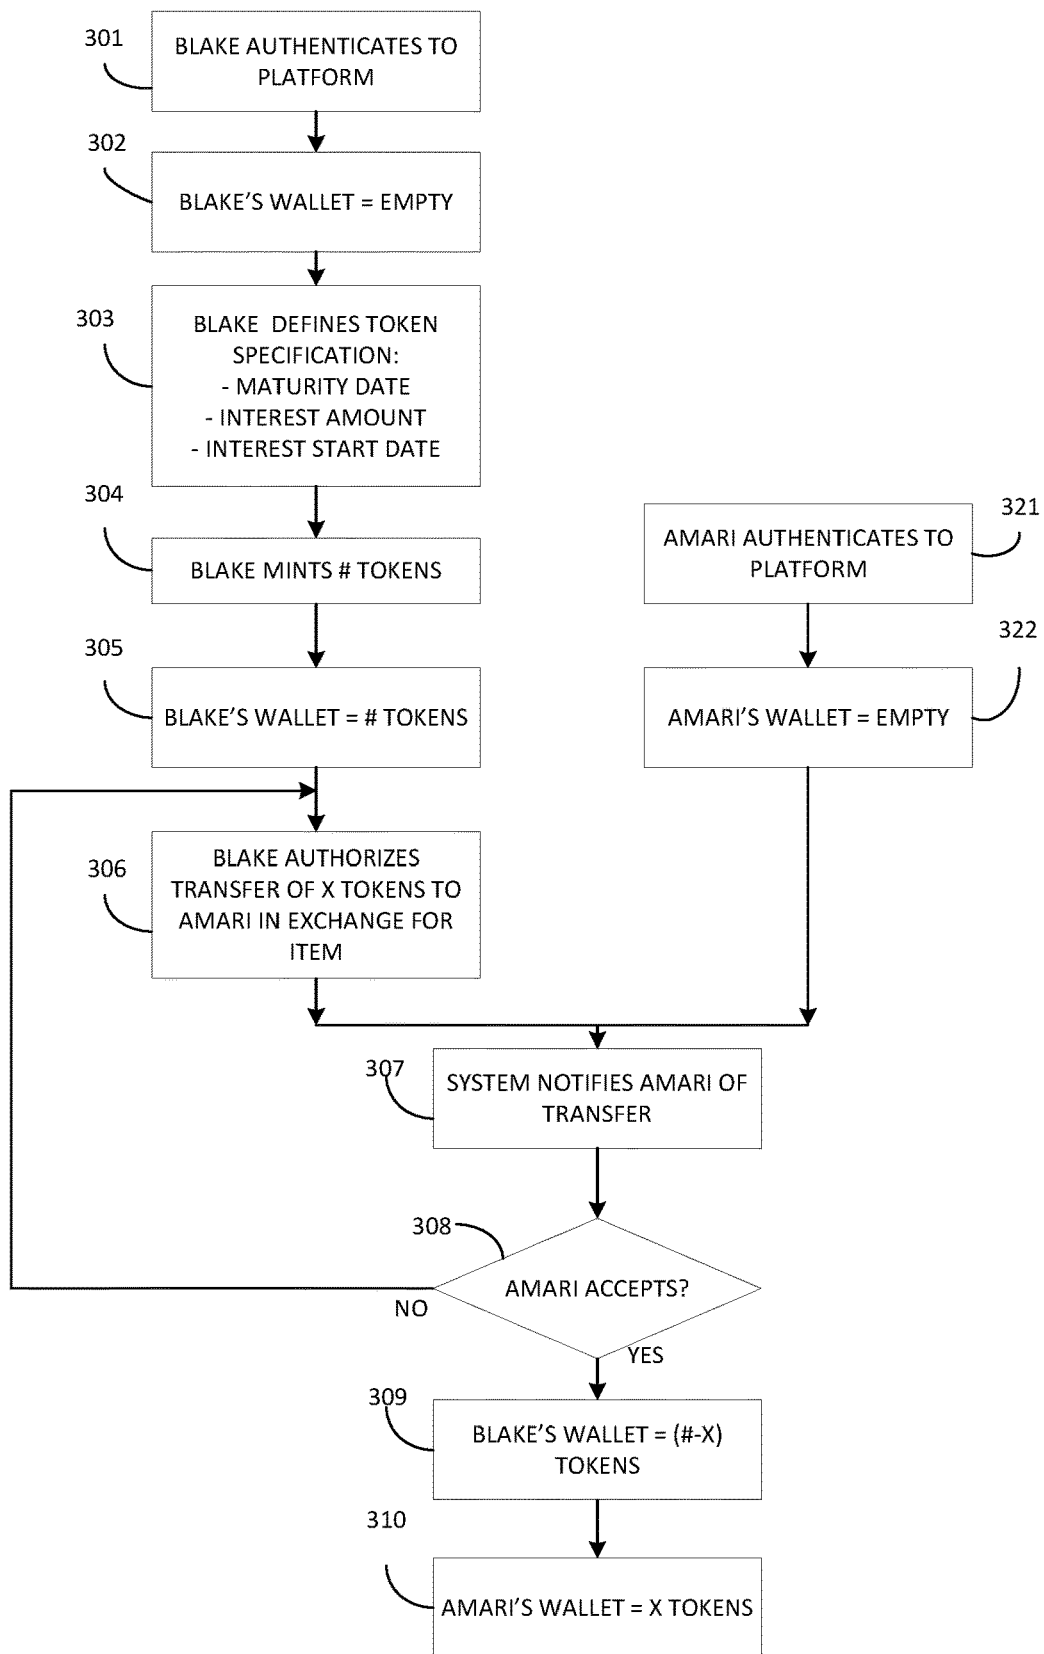 301
BLAKE AUTHENTICATES TO
PLATFORM
302
BLAKE'S WALLET = EMPTY
303
BLAKE DEFINES TOKEN
SPECIFICATION:
- MATURITY DATE
- INTEREST AMOUNT
- INTEREST START DATE
304
BLAKE MINTS # TOKENS
321
AMARI AUTHENTICATES TO
PLATFORM
305
BLAKE'S WALLET = # TOKENS
322
AMARI'S WALLET = EMPTY
306
BLAKE AUTHORIZES
TRANSFER OF X TOKENS TO
AMARI IN EXCHANGE FOR
ITEM
307
SYSTEM NOTIFIES AMARI OF
TRANSFER
308
AMARI ACCEPTS?
NO
YES
309
BLAKE'S WALLET = (#-X)
TOKENS
310
AMARI'S WALLET = X TOKENS